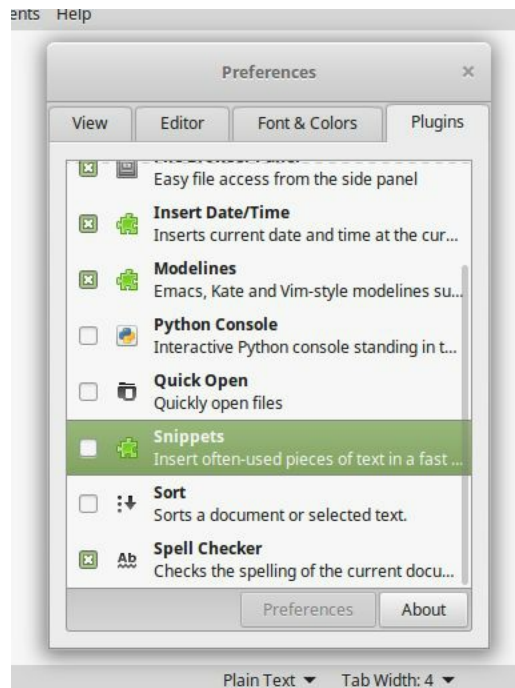 ents Help
Preferences ×
View Editor Font & Colors Plugins
Easy file access from the side panel
Insert Date/Time
Inserts current date and time at the cur...
Modelines
Emacs, Kate and Vim-style modelines su...
Python Console
Interactive Python console standing in t...
Quick Open
Quickly open files
Snippets
Insert often-used pieces of text in a fast ...
Sort
Sorts a document or selected text.
Ab Spell Checker
Checks the spelling of the current docu...
Preferences About
Plain Text Tab Width: 4